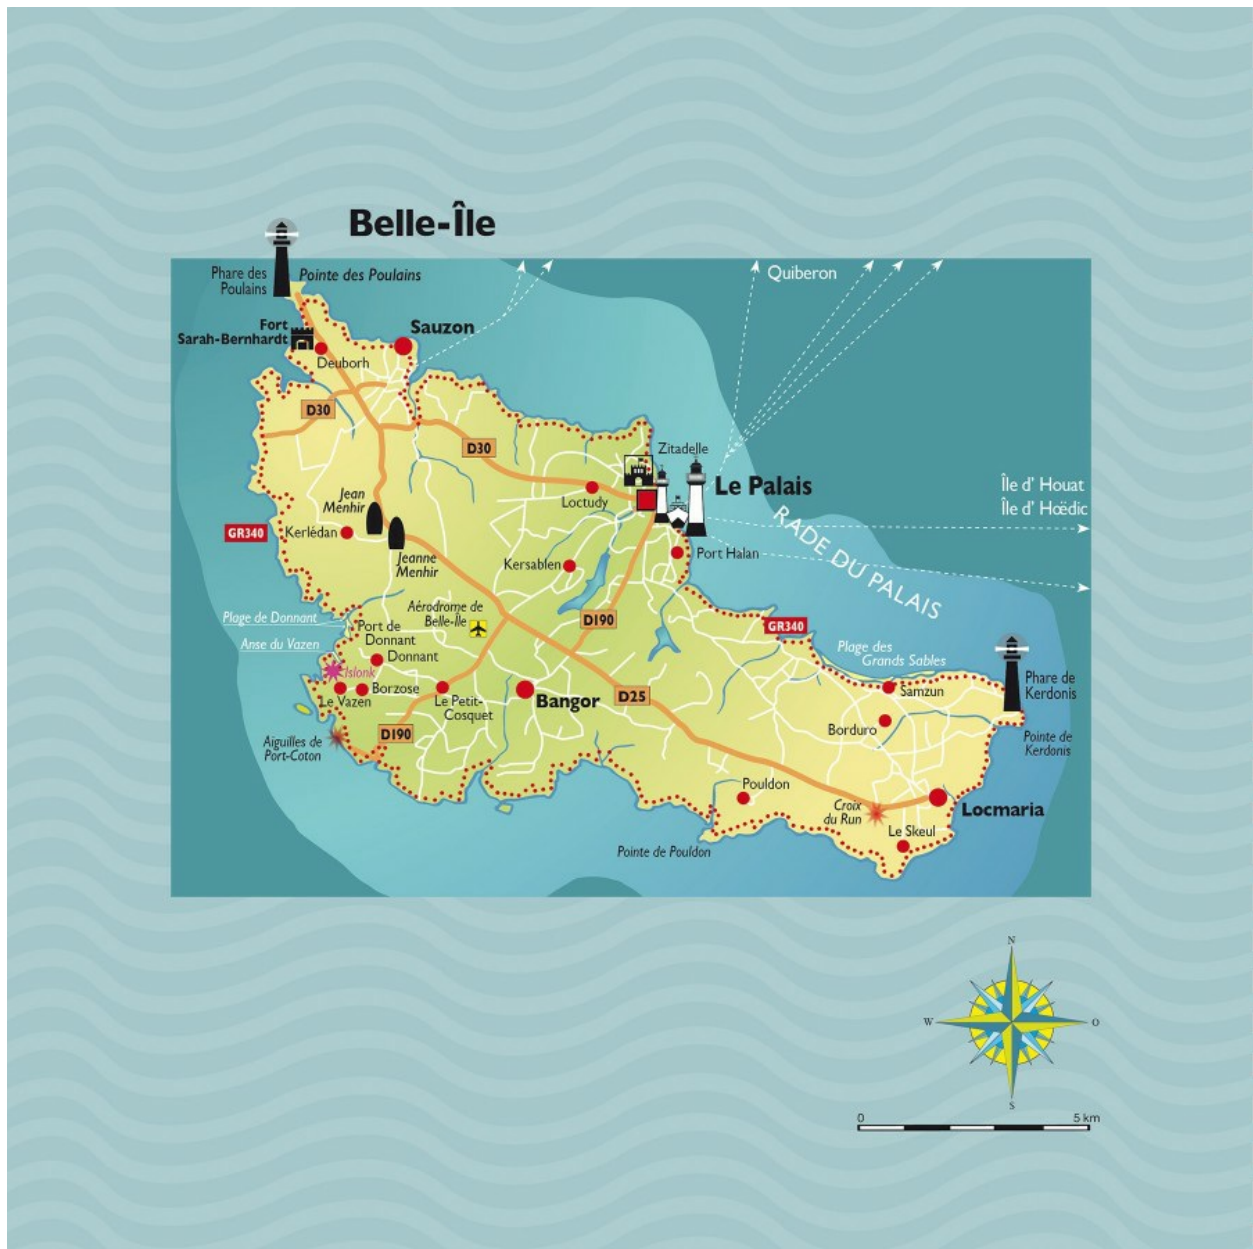 Belle-Île
Phare des
Poulains
Pointe des Poulains
Quiberon
Fort
Sarah-Bernhardt
Sauzon
Deuborh
D30
D30
Zitadelle
Le Palais
Loctudy
Île d' Houat
Île d' Hœdic
Jean
Menhir
GR340
Kerlédan
Jeanne
Menhir
Kersablen
Port Halan
RADE DU PALAIS
Aérodrome de
Belle-Île
D190
GR340
Plage de Donnant
Port de
Donnant
Anse du Vazen
Donnant
Islonk
Plage des
Grands Sables
Phare de
Kerdonis
Le Vazen
Borzose
Le Petit-
Cosquet
Bangor
D25
Samzun
Borduro
Aiguilles de
Port-Coton
D190
Pointe de
Kerdonis
Pouldon
Croix
du Run
Locmaria
Le Skeul
Pointe de Pouldon
N
W
O
S
0
5 km